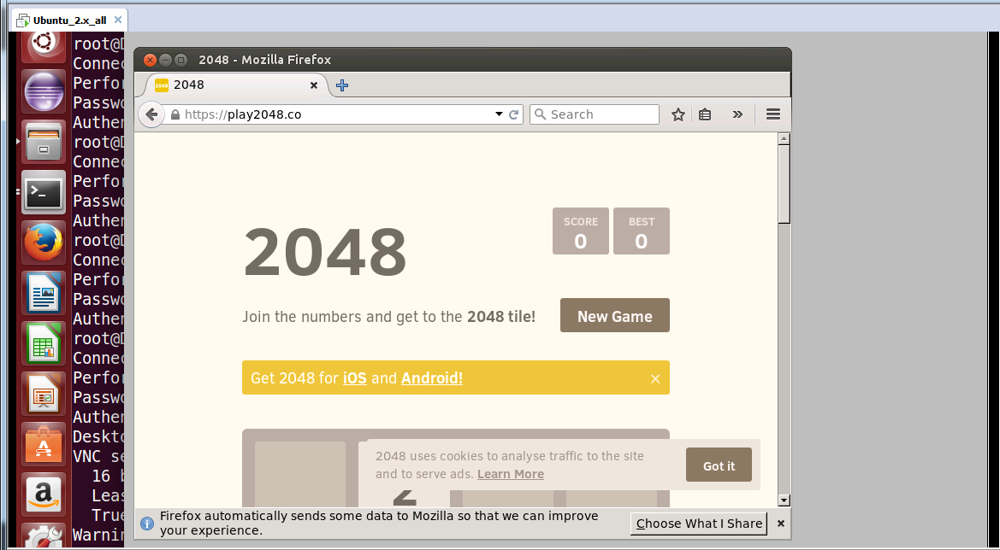 Ubuntu_2.x_all
root@
Connec
2048 - Mozilla Firefox
Perfor
2048
2048
Passwo
https://play2048.co
Search
Authen
root@
Connec
Perfor
Passwo
SCORE
BEST
Authen
0
0
root@
2048
Connec
Perfor
Passwo
Join the numbers and get to the 2048 tile!
New Game
Authen
root@
Connec
Get 2048 for iOS and Android!
Perfor
Passwo
Authen
Deskto
VNC se
2048 uses cookies to analyse traffic to the site
and to serve ads. Learn More
Got it
16
Leas
2
True
Firefox automatically sends some data to Mozilla so that we can improve
your experience.
Choose What I Share
Warnin